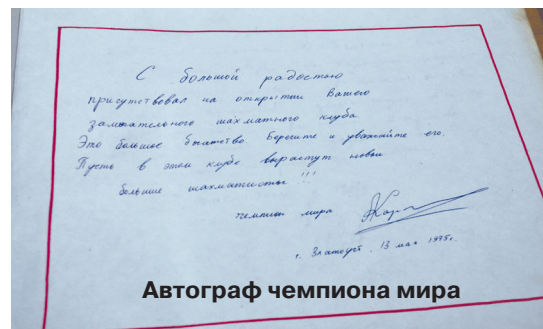 С большой радостью
присутствовал на открытии Вашего
замечательного шахматного клуба.
Это большое богатство. Берегите и уважайте его.
Пусть в этом клубе вырастут новые
большие шахматисты!!!
чемпион мира
г. Златоуст, 13 мая 1995г.
Автограф чемпиона мира